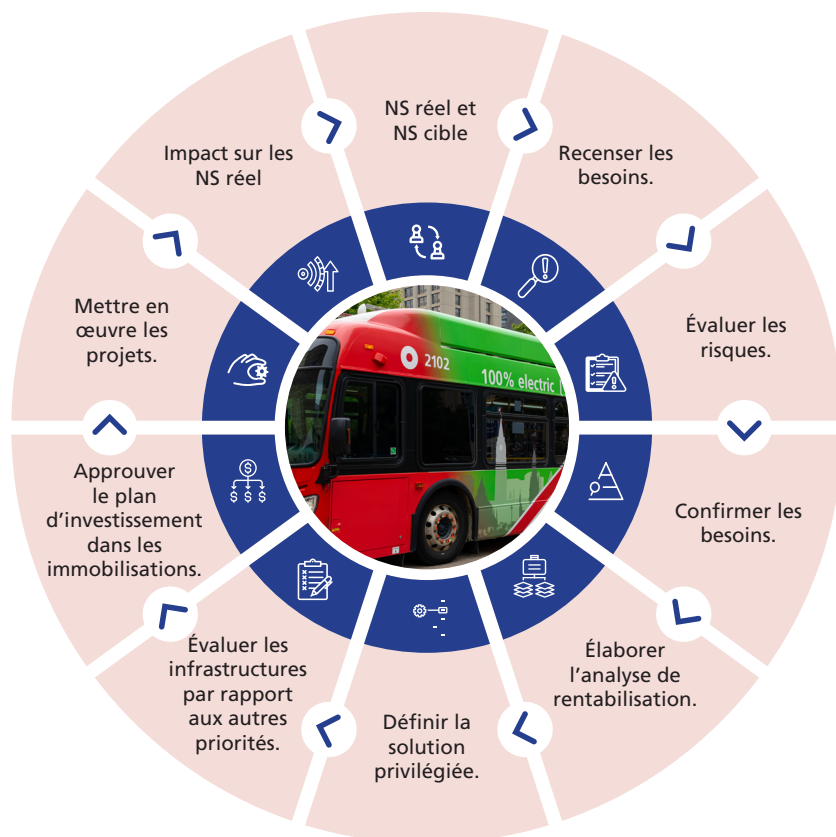 NS réel et
NS cible
Recenser les
besoins.
Évaluer les
risques.
Confirmer les
besoins.
Élaborer
l’analyse de
rentabilisation.
Définir la
solution
privilégiée.
Évaluer les
infrastructures
par rapport
aux autres
priorités.
Approuver
le plan
d’investissement
dans les
immobilisations.
Mettre en
œuvre les
projets.
Impact sur les
NS réel
2102
100% electric